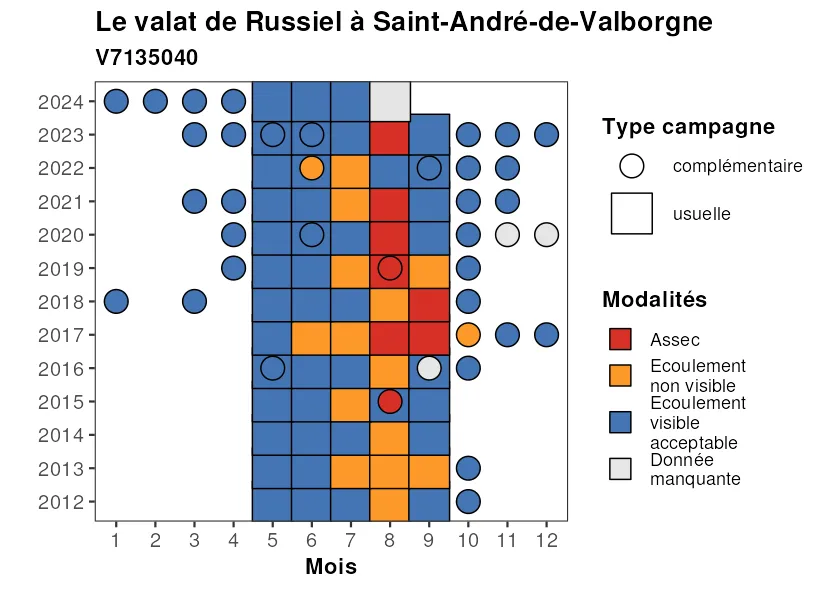 Le valat de Russiel à Saint-André-de-Valborgne
V7135040
2024
2023
2022
2021
2020
2019
2018
2017
2016
2015
2014
2013
2012
1 2 3 4 5 6 7 8 9 10 11 12
Mois
Type campagne
complémentaire
usuelle
Modalités
Assec
Ecoulement
non visible
Ecoulement
visible
acceptable
Donnée
manquante